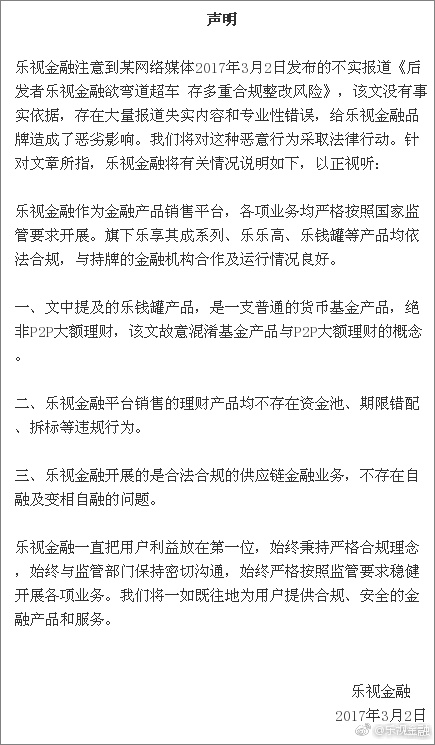 声明
乐视金融注意到某网络媒体2017年3月2日发布的不实报道《后
发者乐视金融欲弯道超车 存多重合规整改风险》，该文没有事
实依据，存在大量报道失实内容和专业性错误，给乐视金融品
牌造成了恶劣影响。我们将对这种恶意行为采取法律行动。针
对文章所指，乐视金融将有关情况说明如下，以正视听：
乐视金融作为金融产品销售平台，各项业务均严格按照国家监
管要求开展。旗下乐享其成系列、乐乐高、乐钱罐等产品均依
法合规，与持牌的金融机构合作及运行情况良好。
一、文中提及的乐钱罐产品，是一支普通的货币基金产品，绝
非P2P大额理财，该文故意混淆基金产品与P2P大额理财的概念
。
二、乐视金融平台销售的理财产品均不存在资金池、期限错配
、拆标等违规行为。
三、乐视金融开展的是合法合规的供应链金融业务，不存在自
融及变相自融的问题。
乐视金融一直把用户利益放在第一位，始终秉持严格合规理念
，始终与监管部门保持密切沟通，始终严格按照监管要求稳健
开展各项业务。我们将一如既往地为用户提供合规、安全的金
融产品和服务。
乐视金融
2017年3月2日
@乐视金融